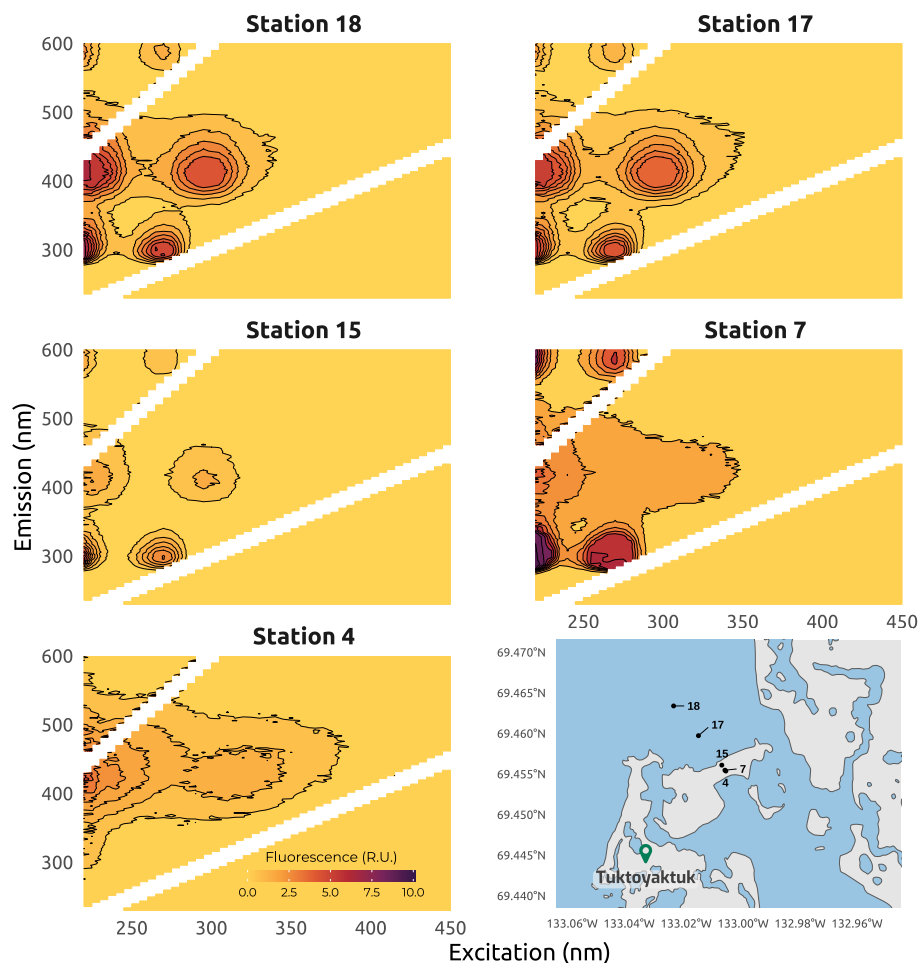 Station 18
Station 17
600
500
400
300
Station 15
Station 7
600
500
400
300
Emission (nm)
250 300 350 400 450
Station 4
600
500
400
300
Fluorescence (R.U.)
0.0 2.5 5.0 7.5 10.0
250 300 350 400 450
Excitation (nm)
69.470°N
69.465°N
69.460°N
69.455°N
69.450°N
69.445°N
69.440°N
18
17
15
7
4
Tuktoyaktuk
133.06°W 133.04°W 133.02°W 133.00°W 132.98°W 132.96°W